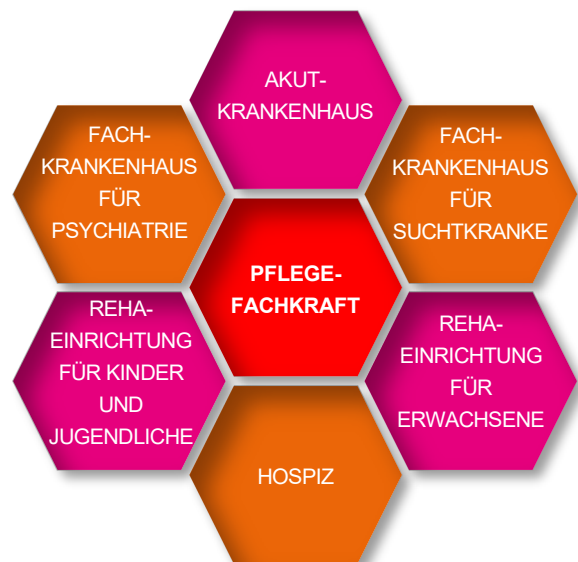 AKUT-
KRANKENHAUS
FACH-
KRANKENHAUS
FÜR
PSYCHIATRIE
FACH-
KRANKENHAUS
FÜR
SUCHTKRANKE
PFLEGE-
FACHKRAFT
REHA-
EINRICHTUNG
FÜR KINDER
UND
JUGENDLICHE
REHA-
EINRICHTUNG
FÜR
ERWACHSENE
HOSPIZ